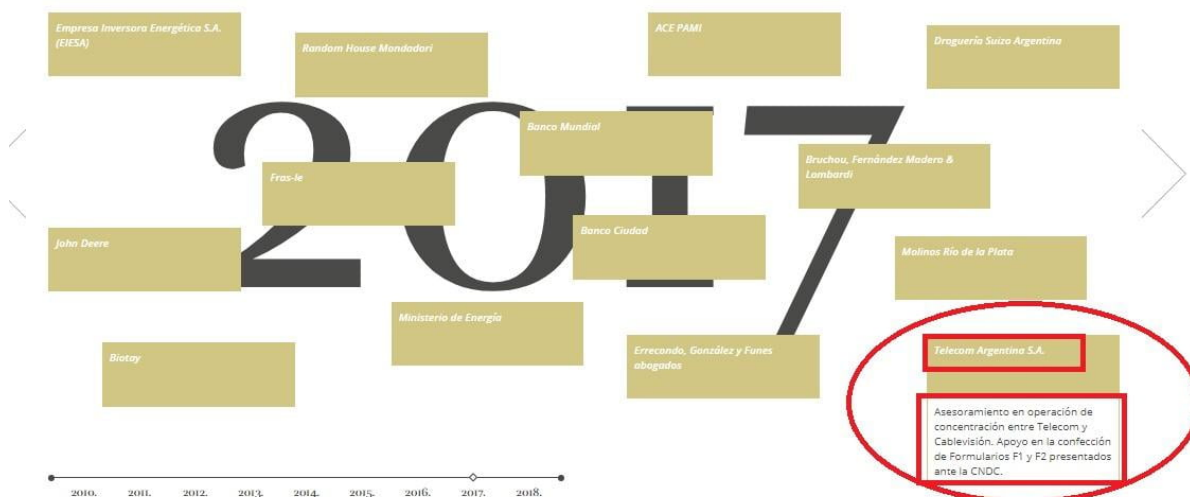 Empresa Inversora Energética S.A.
(EIESA)
Random House Mondadori
ACE PAMI
Droguería Suizo Argentina
2017
Banco Mundial
Bruchou, Fernández Madero &
Lombardi
Fras-le
Banco Ciudad
John Deere
Molinos Río de la Plata
Ministerio de Energía
Errecondo, González y Funes
abogados
Telecom Argentina S.A.
Biotay
Asesoramiento en operación de
concentración entre Telecom y
Cablevisión. Apoyo en la confección
de Formularios F1 y F2 presentados
ante la CNDC.
2010. 2011. 2012. 2013. 2014. 2015. 2016. 2017. 2018.